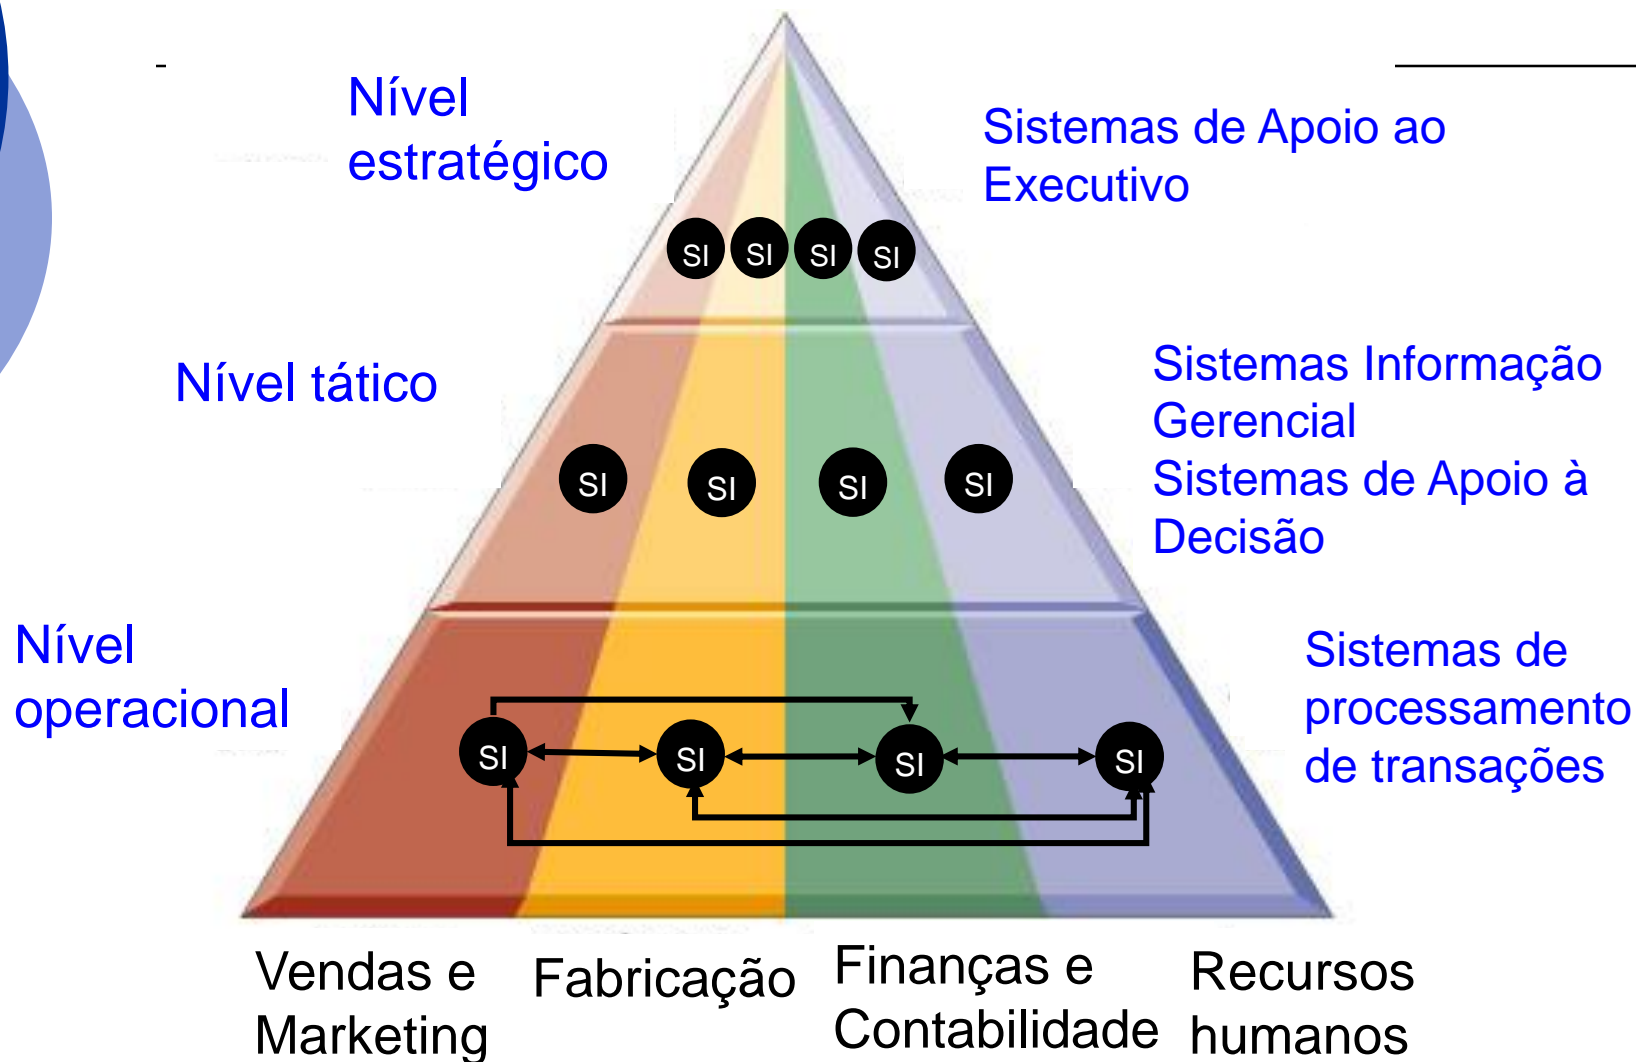 Nível
estratégico
Sistemas de Apoio ao
Executivo
SI SI SI SI
Nível tático
Sistemas Informação
Gerencial
Sistemas de Apoio à
Decisão
SI SI SI SI
Nível
operacional
Sistemas de
processamento
de transações
SI SI SI SI
Vendas e
Marketing
Fabricação
Finanças e
Contabilidade
Recursos
humanos